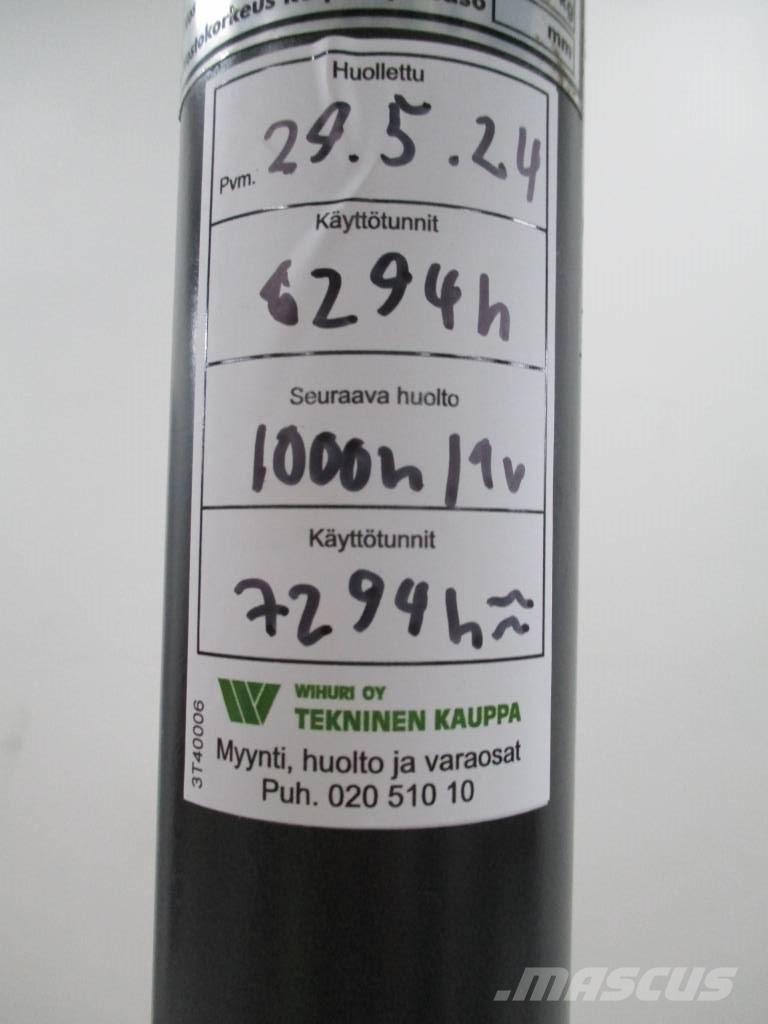 Huollettu
Pvm. 29.5.24
Käyttötunnit
6294h
Seuraava huolto
1000h/1v
Käyttötunnit
7294h≈
WIHURI OY
TEKNINEN KAUPPA
Myynti, huolto ja varaosat
Puh. 020 510 10
3T40006
mm
.mascus